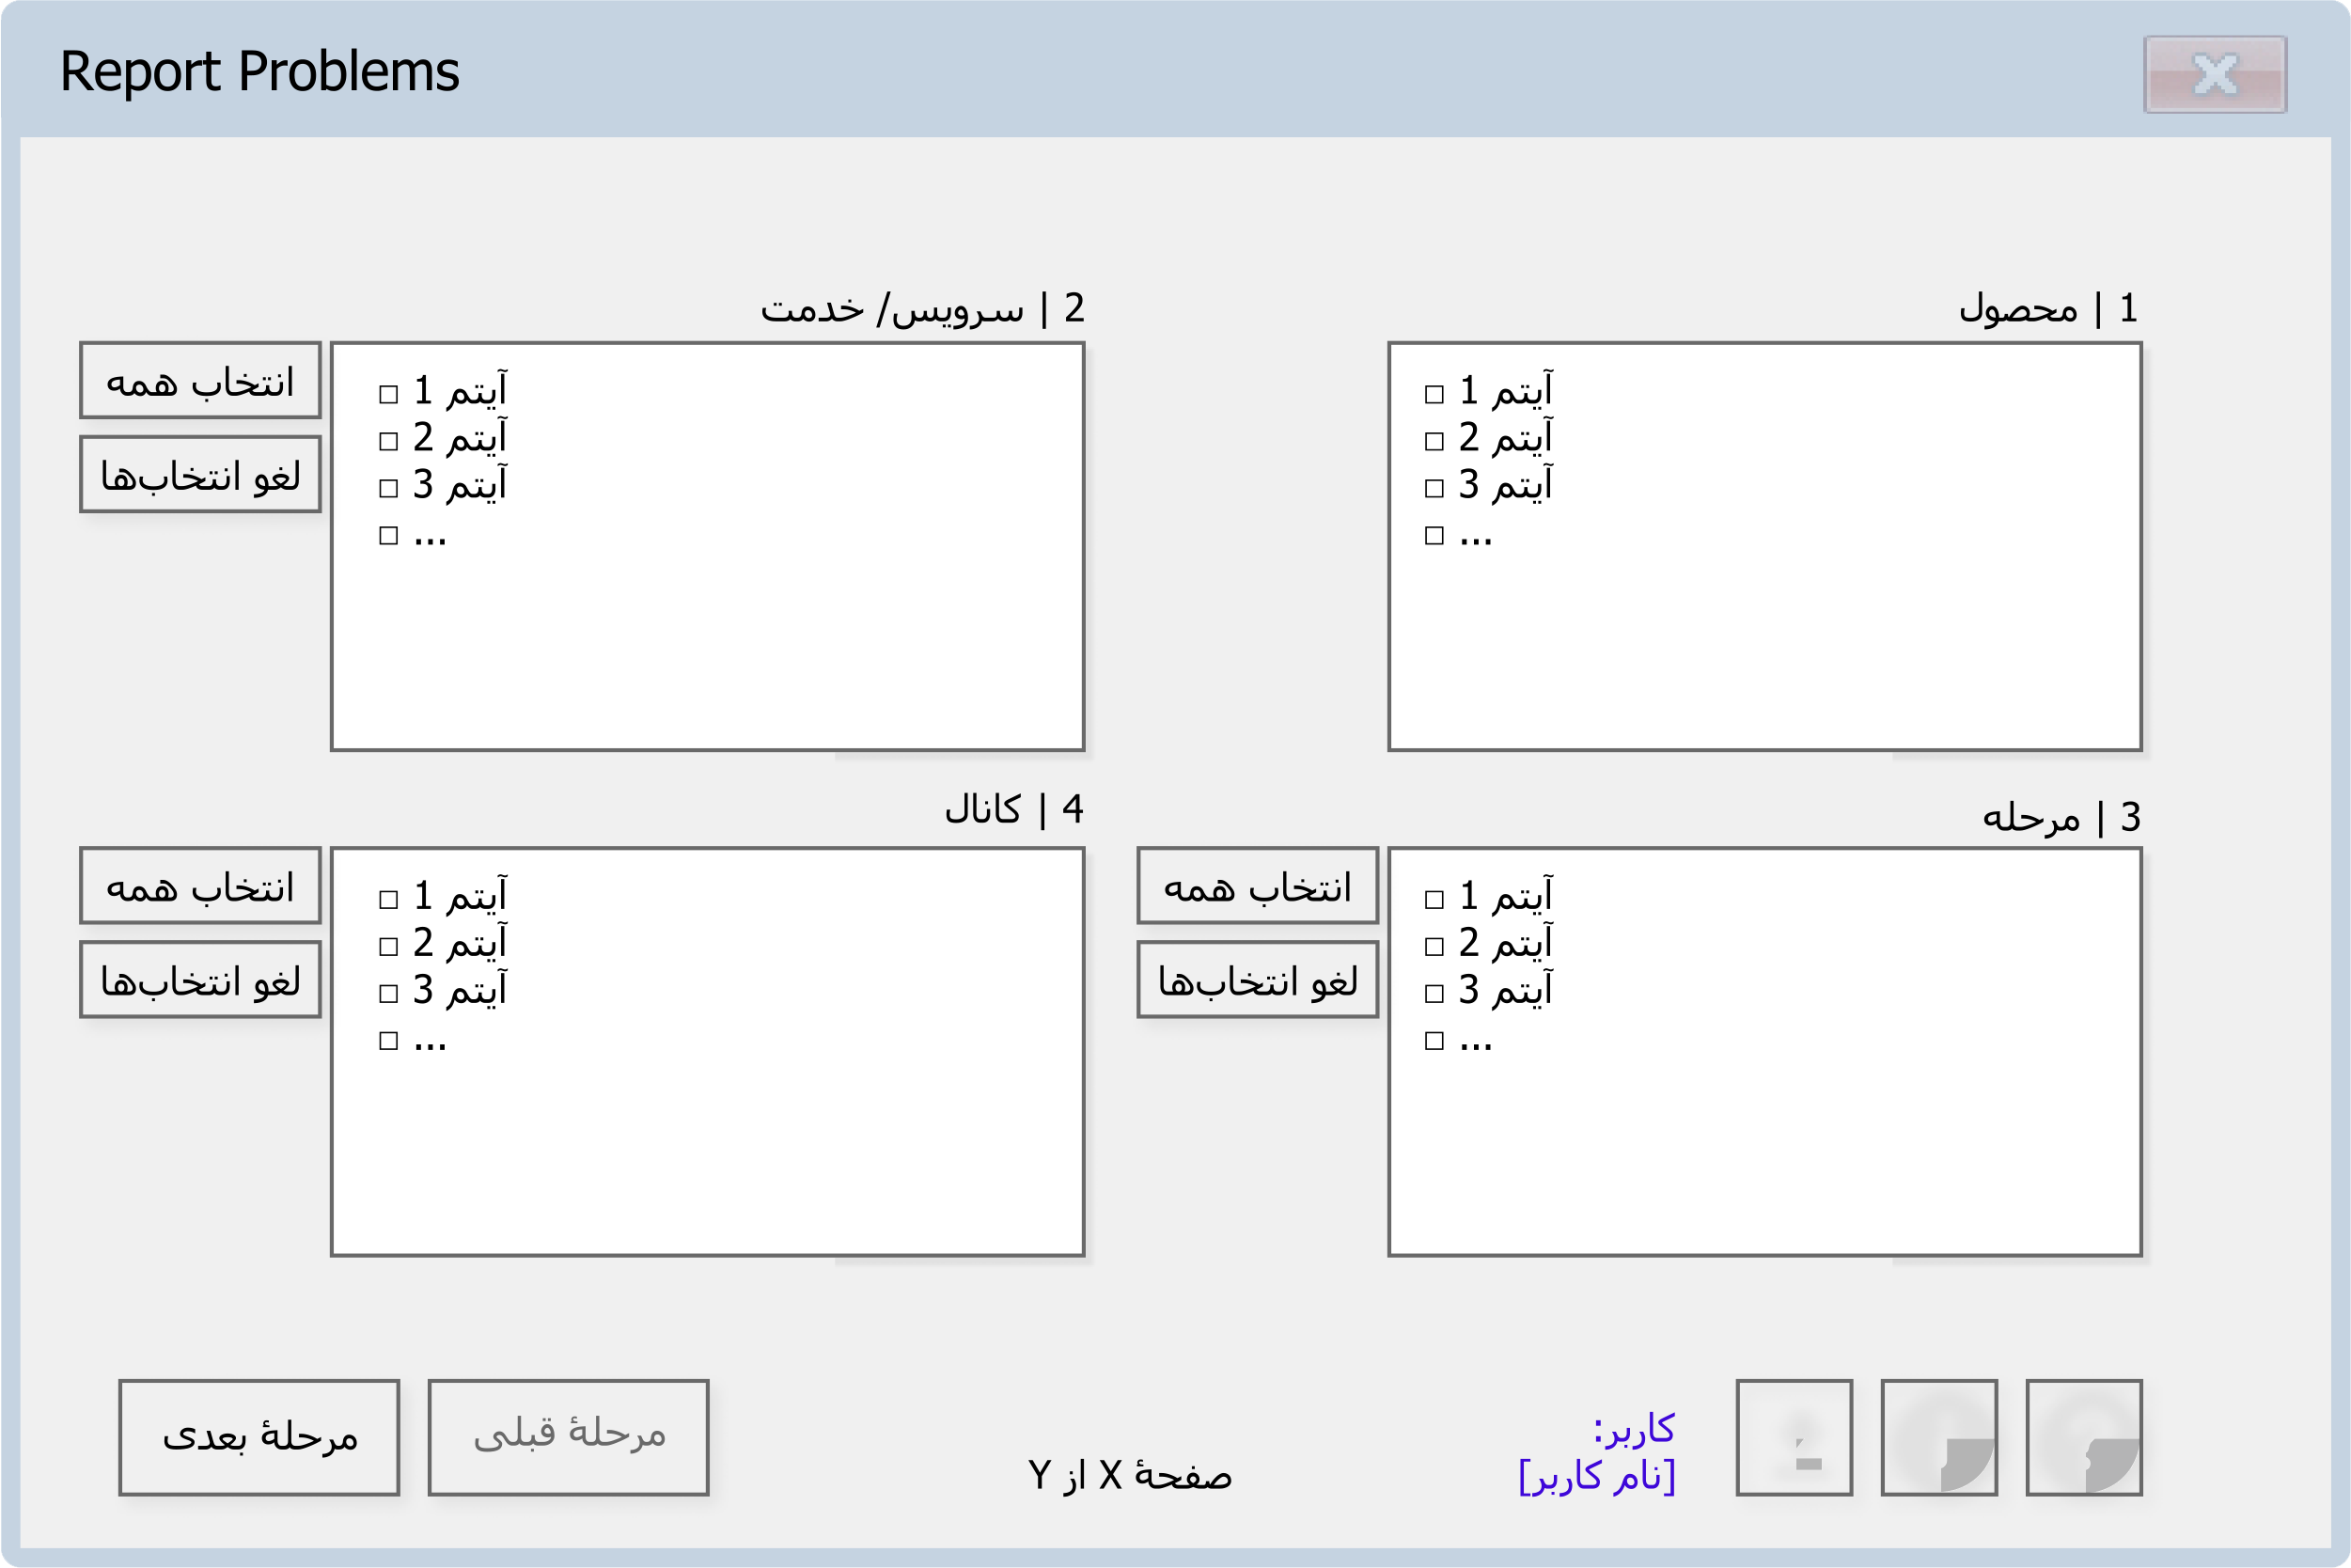 Report Problems
1 | محصول
آیتم 1
آیتم 2
آیتم 3
...
2 | سرویس/ خدمت
آیتم 1
آیتم 2
آیتم 3
...
انتخاب همه
لغو انتخاب‌ها
3 | مرحله
آیتم 1
آیتم 2
آیتم 3
...
انتخاب همه
لغو انتخاب‌ها
4 | کانال
آیتم 1
آیتم 2
آیتم 3
...
انتخاب همه
لغو انتخاب‌ها
کاربر:
[نام کاربر]
صفحهٔ X از Y
مرحلهٔ قبلی
مرحلهٔ بعدی